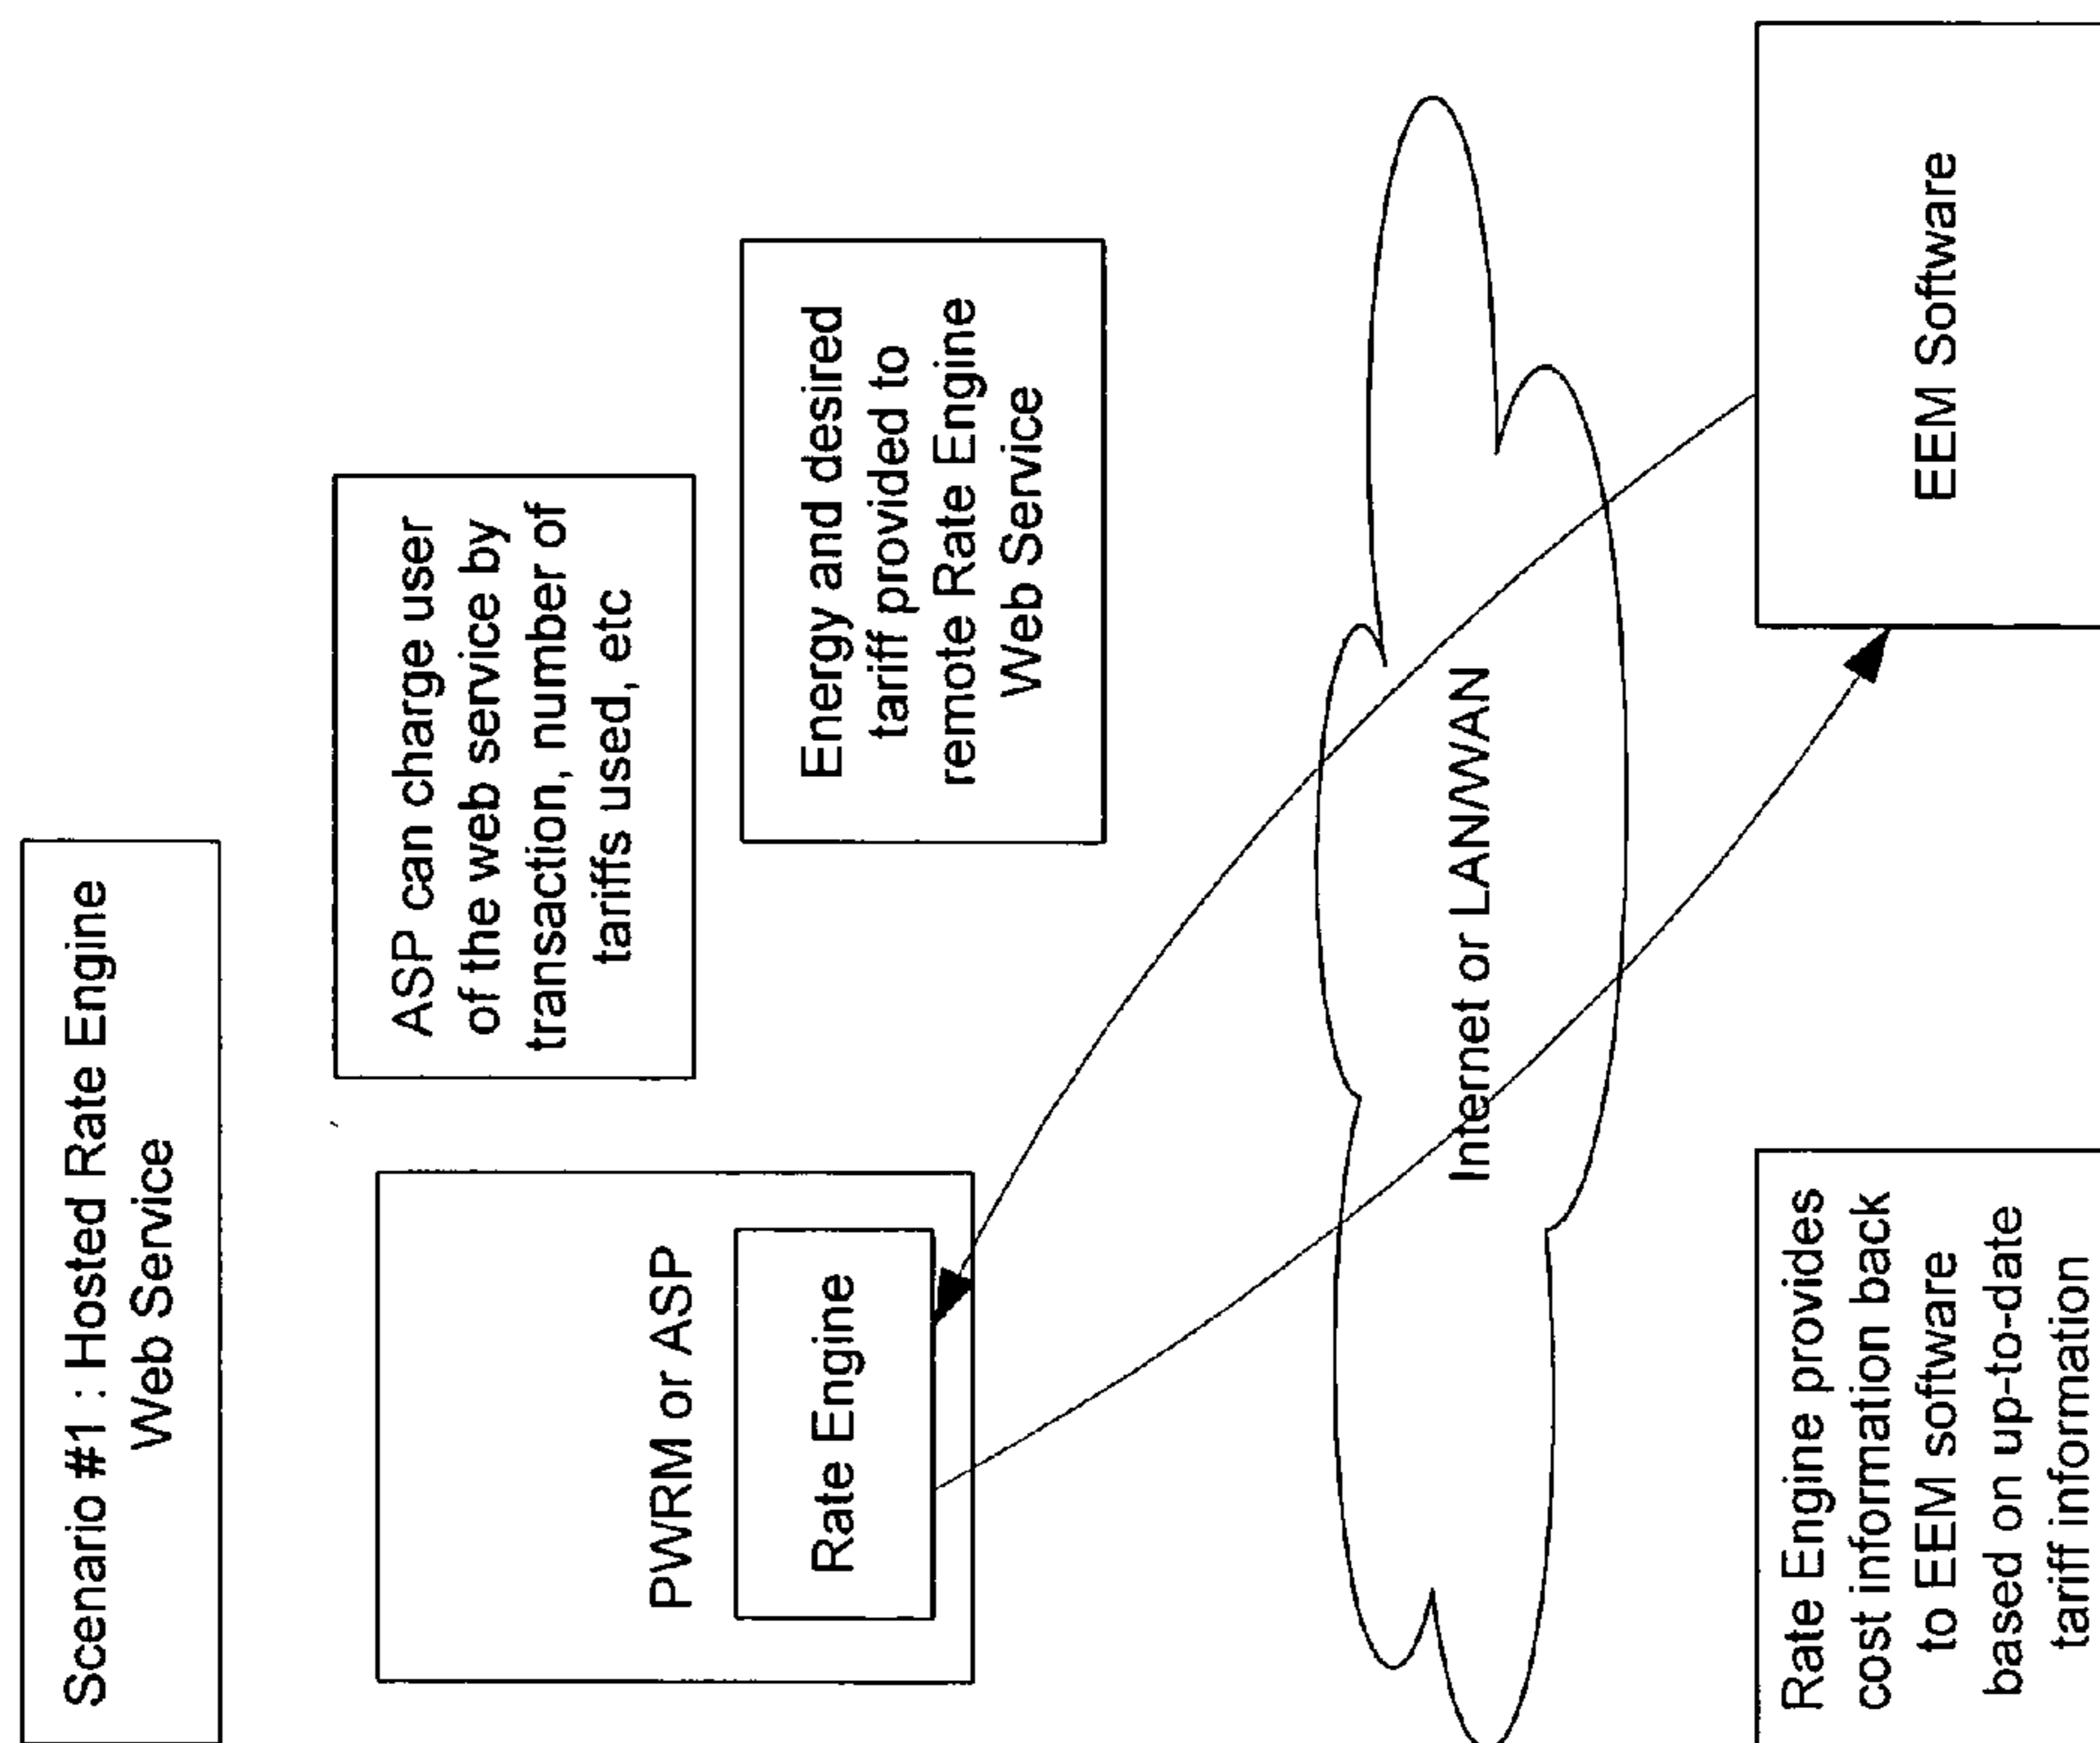 Scenario #1 : Hosted Rate Engine
Web Service
ASP can charge user
of the web service by
transaction, number of
tariffs used, etc
PWRM or ASP
Rate Engine
Energy and desired
tariff provided to
remote Rate Engine
Web Service
Internet or LAN/WAN
Rate Engine provides
cost information back
to EEM software
based on up-to-date
tariff information
EEM Software